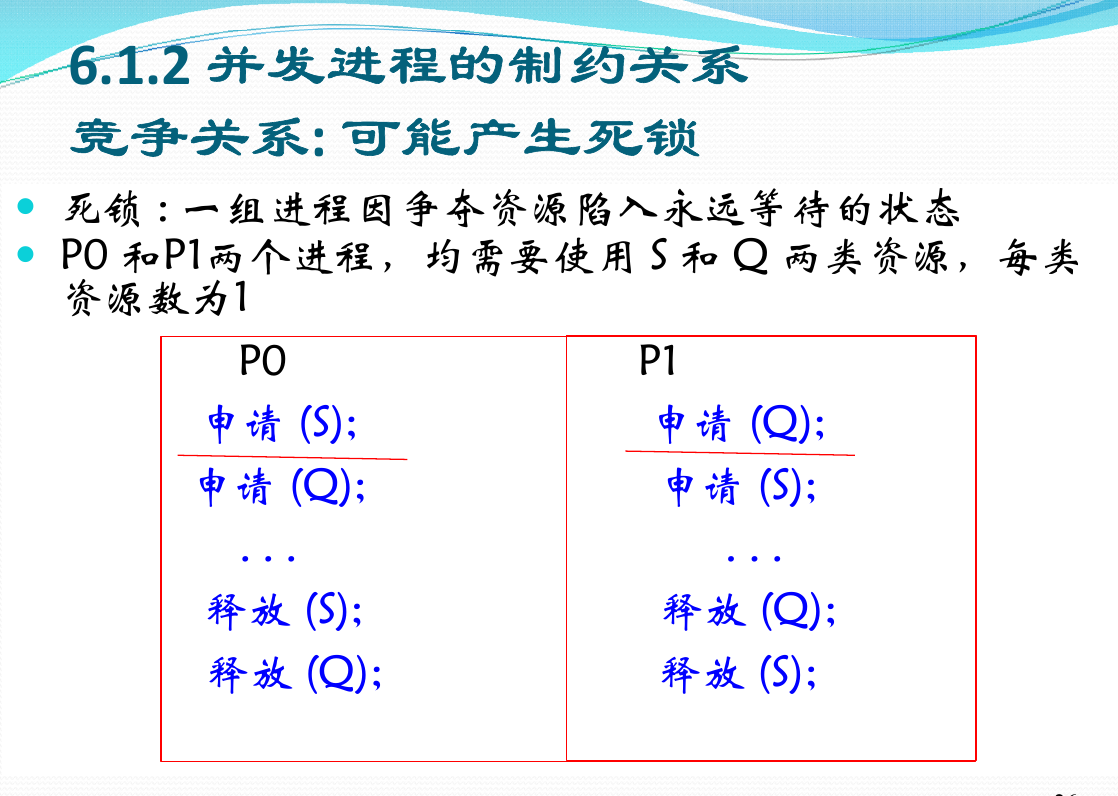 6.1.2 并发进程的制约关系
竞争关系: 可能产生死锁
死锁:一组进程因争夺资源陷入永远等待的状态
P0 和P1两个进程，均需要使用 S 和 Q 两类资源，每类
资源数为1
P0
申请 (S);
申请 (Q);
. . .
释放 (S);
释放 (Q);
P1
申请 (Q);
申请 (S);
. . .
释放 (Q);
释放 (S);